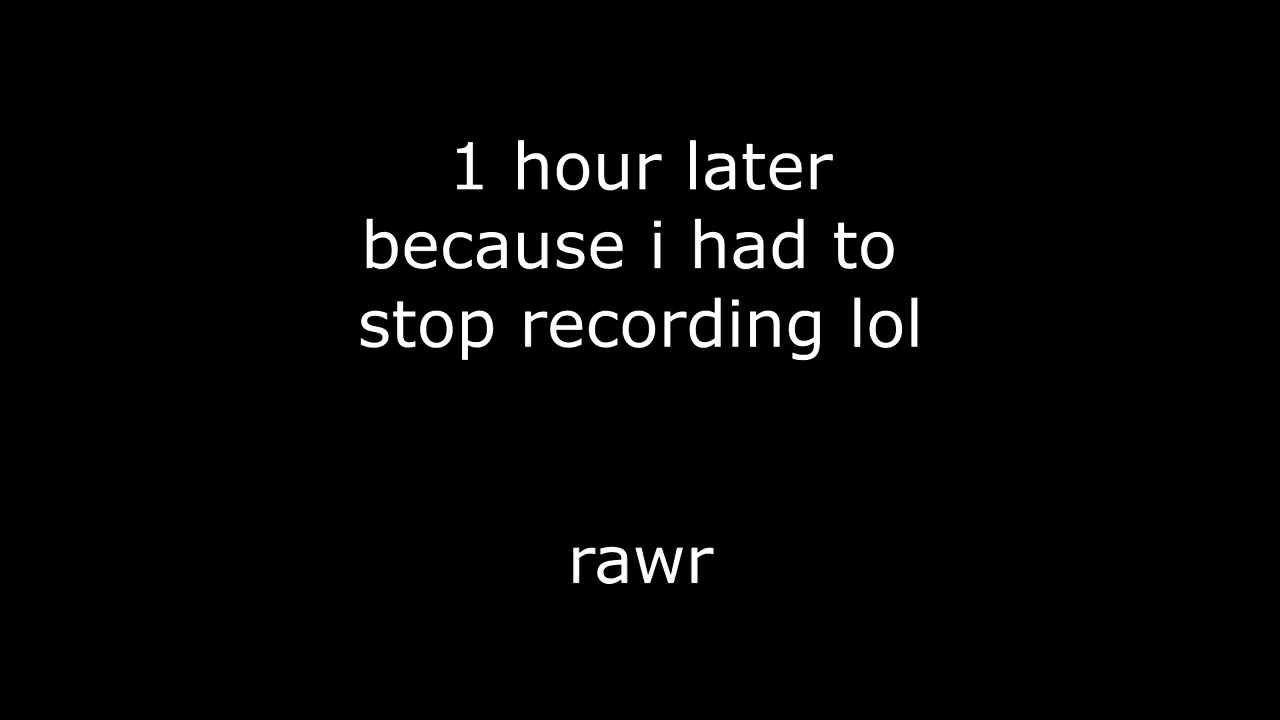 1 hour later
because i had to
stop recording lol
rawr